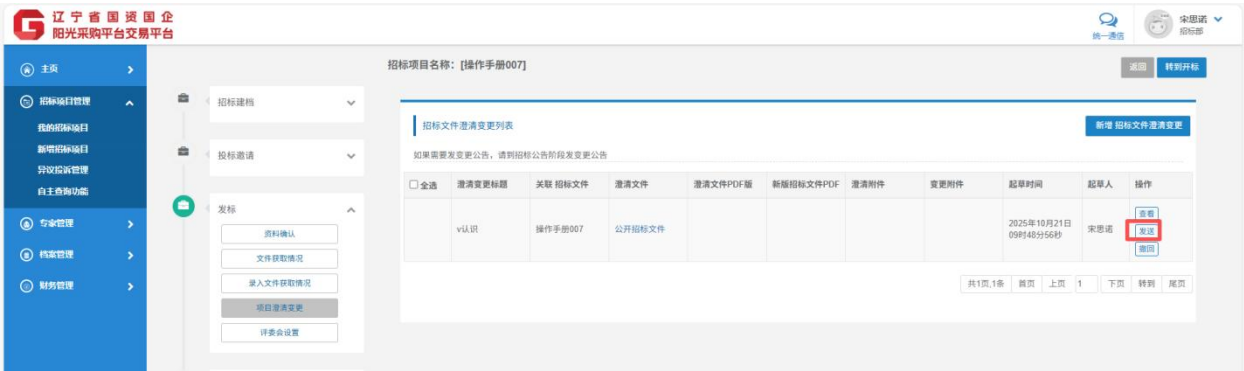 辽宁省国资国企
阳光采购平台交易平台
统一通信
宋思诺
招标部
主页
招标项目管理
我的招标项目
新增招标项目
异议投诉管理
自主查询功能
专家管理
档案管理
财务管理
招标建档
投标邀请
发标
资料确认
文件获取情况
录入文件获取情况
项目澄清变更
评委会设置
招标项目名称：[操作手册007]
返回 转到开标
招标文件澄清变更列表
新增 招标文件澄清变更
如果需要发变更公告，请到招标公告阶段发变更公告
全选 澄清变更标题 关联 招标文件 澄清文件 澄清文件PDF版 新版招标文件PDF 澄清附件 变更附件 起草时间 起草人 操作
v认识 操作手册007 公开招标文件 2025年10月21日 宋思诺 查看
09时48分56秒 发送
撤回
共1页,1条 首页 上页 1 下页 转到 尾页